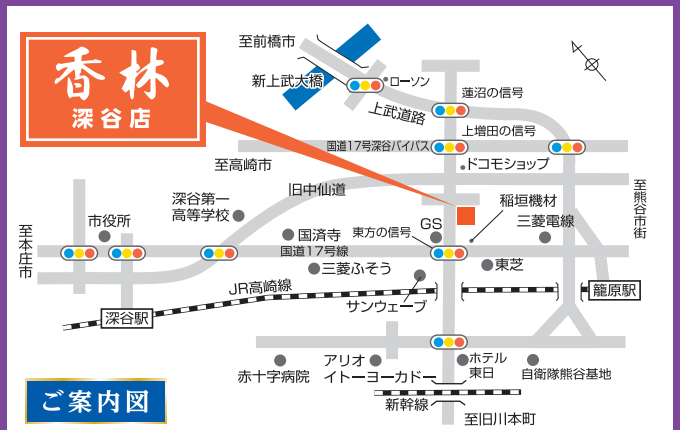 至前橋市
香林
深谷店
新上武大橋
ローソン
蓮沼の信号
上武道路
上増田の信号
国道17号深谷バイパス
至高崎市
ドコモショップ
旧中仙道
至熊谷市街
深谷第一
高等学校
稲垣機材
市役所
GS
三菱電線
至本庄市
国済寺
東方の信号
国道17号線
三菱ふそう
東芝
JR高崎線
サンウェーブ
籠原駅
深谷駅
赤十字病院
アリオ
イトーヨーカドー
ホテル
東日
自衛隊熊谷基地
ご案内図
新幹線
至旧川本町